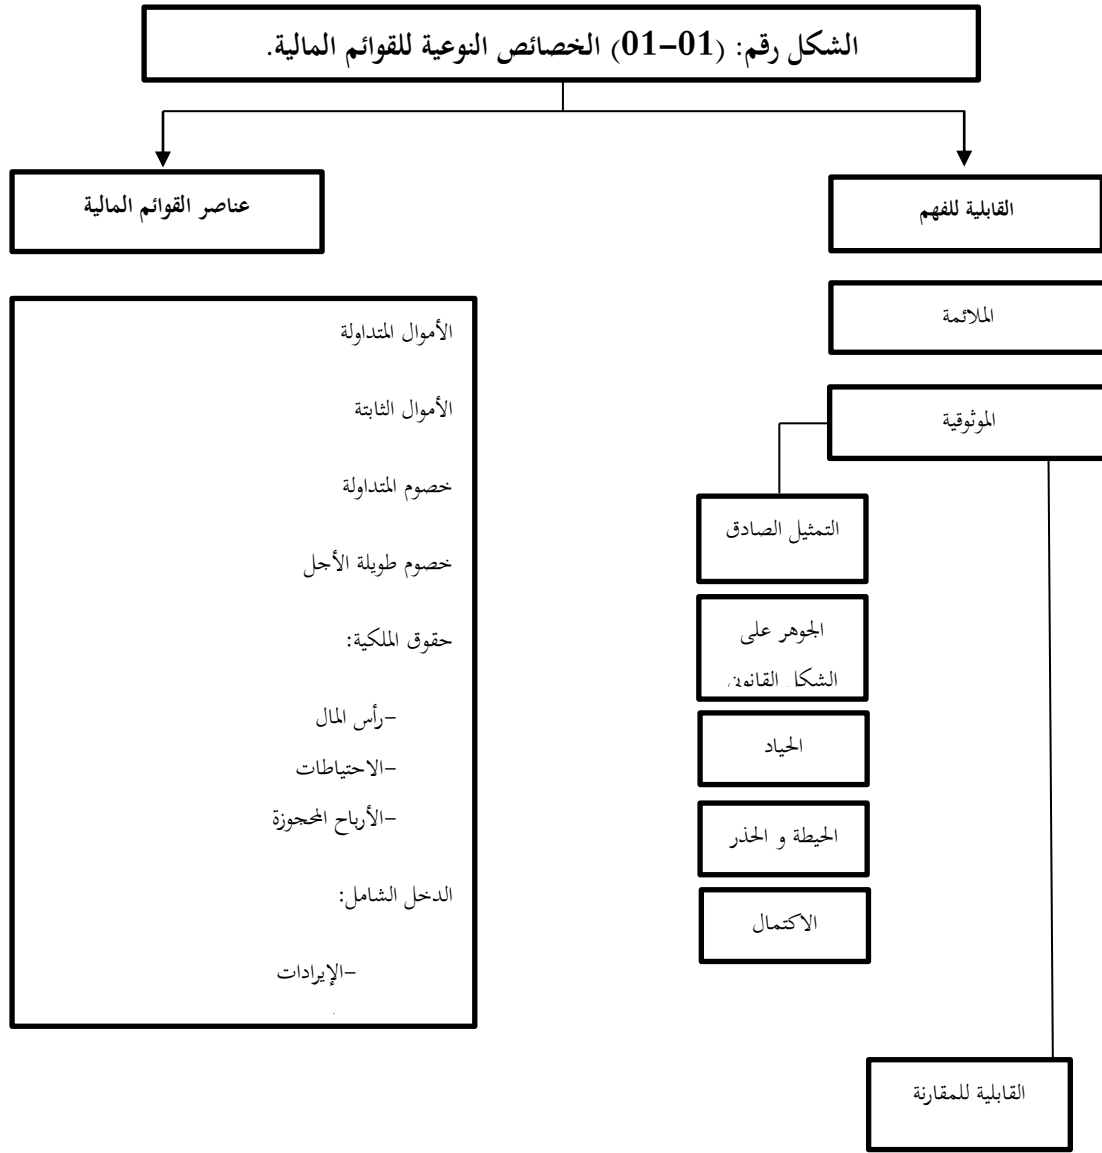 الشكل رقم: (01-01) الخصائص النوعية للقوائم المالية.
القابلية للفهم
عناصر القوائم المالية
الملائمة
الموثوقية
التمثيل الصادق
الجوهر على
الشكل
الحياد
الحيطة و الحذر
الاكتمال
القابلية للمقارنة
الأموال المتداولة
الأموال الثابتة
خصوم المتداولة
خصوم طويلة الأجل
حقوق الملكية:
-رأس المال
-الاحتياطات
-الأرباح المحجوزة
الدخل الشامل:
-الإيرادات